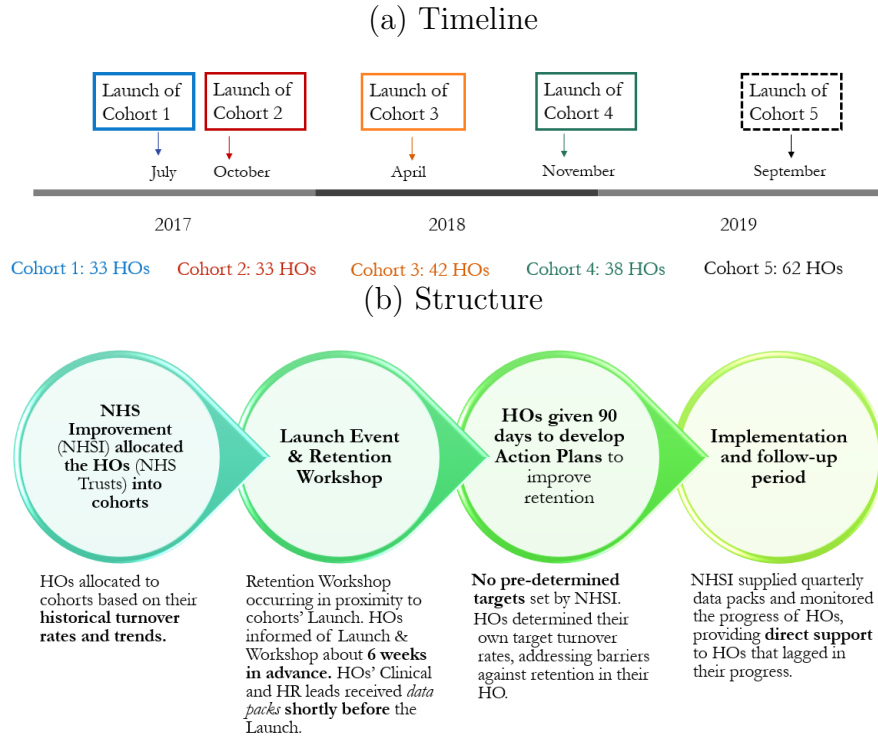 (a) Timeline
Launch of
Cohort 1
Launch of
Cohort 2
Launch of
Cohort 3
Launch of
Cohort 4
Launch of
Cohort 5
July
October
April
November
September
2017
2018
2019
Cohort 1: 33 HOs
Cohort 2: 33 HOs
Cohort 3: 42 HOs
Cohort 4: 38 HOs
Cohort 5: 62 HOs
(b) Structure
NHS
Improvement
(NHSI) allocated
the HOs (NHS
Trusts) into
cohorts
Launch Event
& Retention
Workshop
HOs given 90
days to develop
Action Plans to
improve
retention
Implementation
and follow-up
period
HOs allocated to
cohorts based on their
historical turnover
rates and trends.
Retention Workshop
occurring in proximity to
cohorts' Launch. HOs
informed of Launch &
Workshop about 6 weeks
in advance. HOs' Clinical
and HR leads received data
packs shortly before the
Launch.
No pre-determined
targets set by NHSI.
HOs determined their
own target turnover
rates, addressing barriers
against retention in their
HO.
NHSI supplied quarterly
data packs and monitored
the progress of HOs,
providing direct support
to HOs that lagged in
their progress.